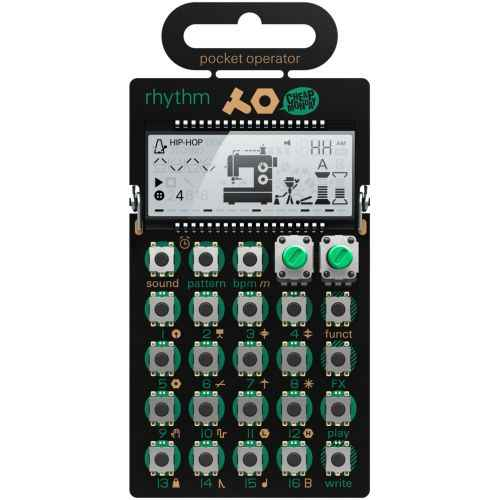 pocket operator
rhythm
CHEAP MONDAY
HIP-HOP
HH AM
A B
4
sound pattern bpm m
1 2 3 4 funct
5 6 7 8 FX
9 10 11 12 play
13 14 15 16 write